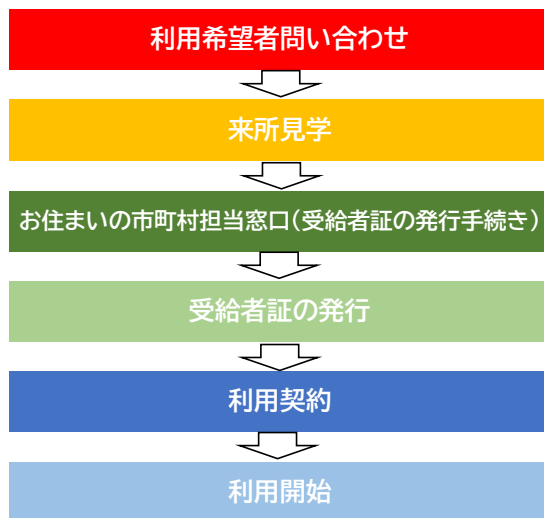 利用希望者問い合わせ
来所見学
お住まいの市町村担当窓口（受給者証の発行手続き）
受給者証の発行
利用契約
利用開始